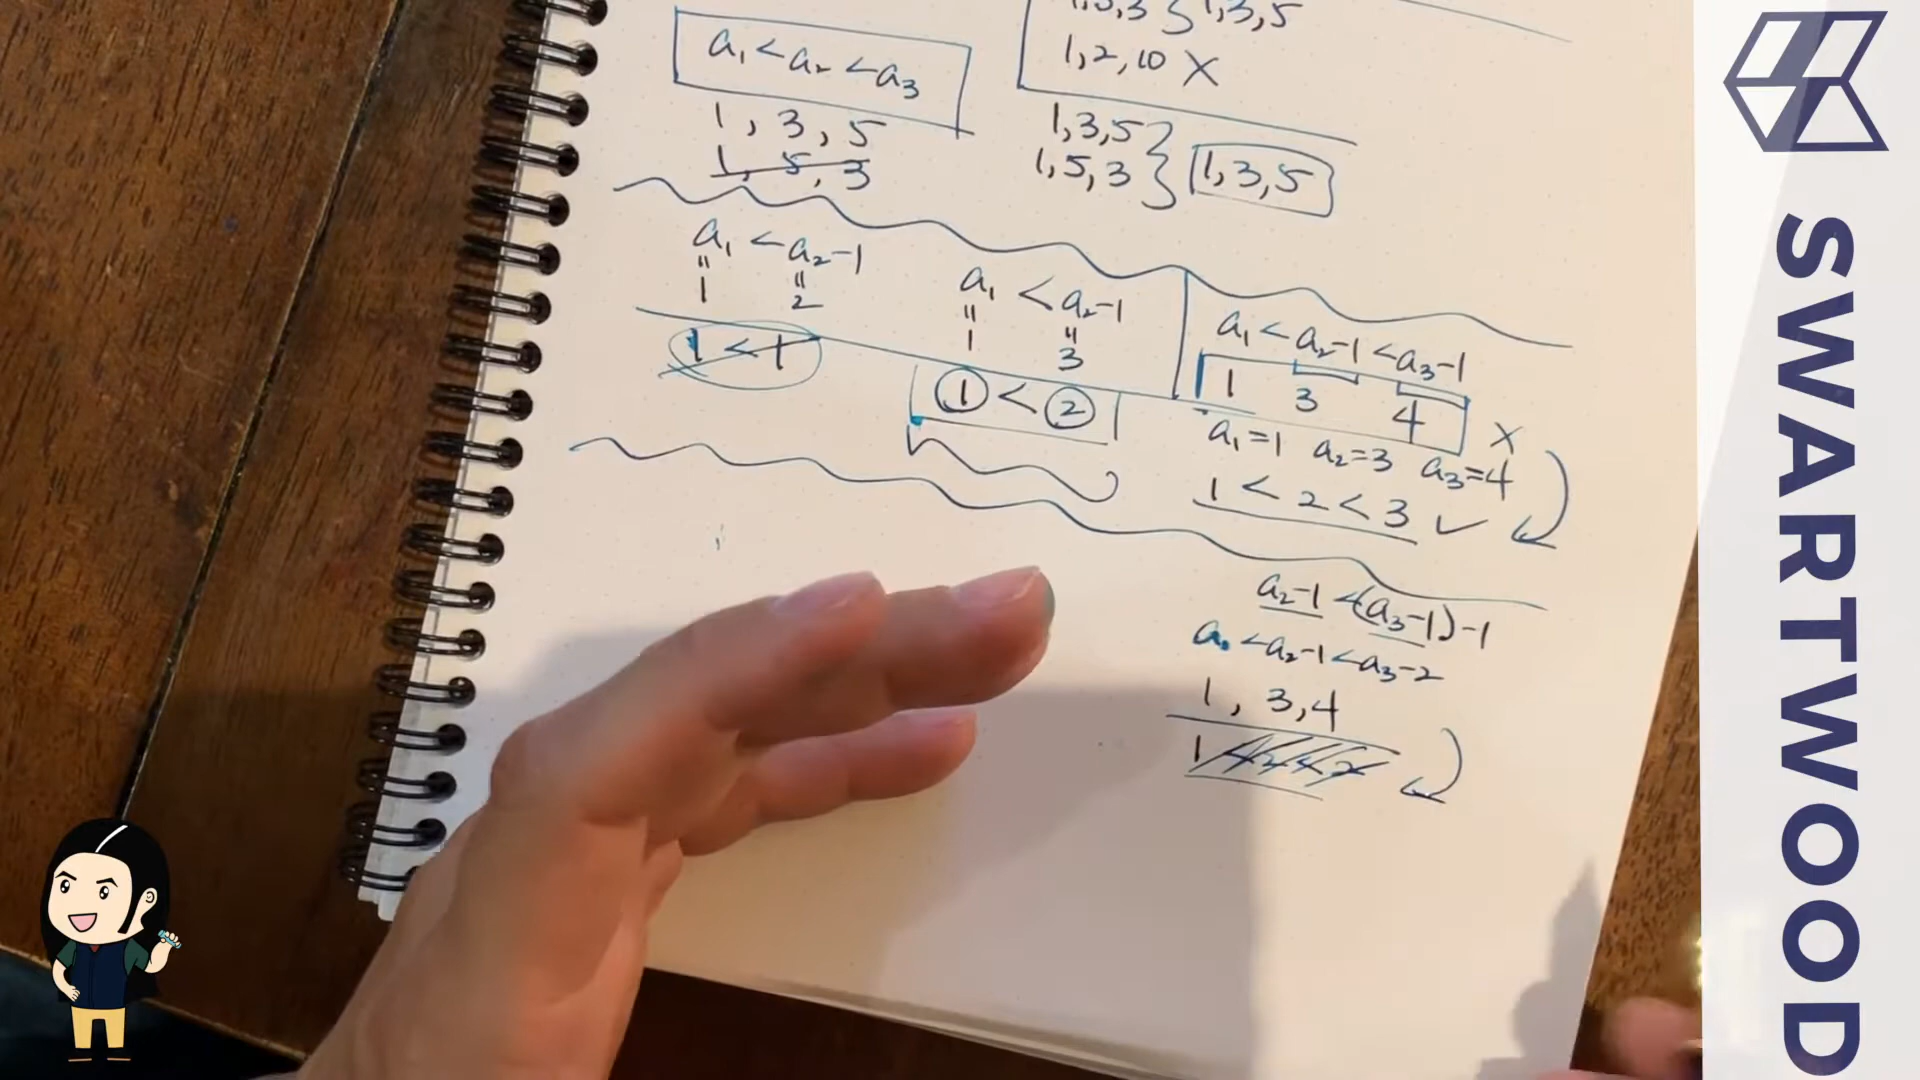 1,5,3 } 1,3,5
1,2,10 X
a₁ < a₂ < a₃
1, 3, 5
1, 5, 3
1,3,5 }
1,5,3 } 1,3,5
a₁ < a₂-1
" "
1 2
1 < 1
a₁ < a₂-1
" "
1 3
1 < 2
a₁ < a₂-1 < a₃-1
1 3 4 X
a₁=1 a₂=3 a₃=4
1 < 2 < 3 ✓
a₂-1 < (a₃-1)-1
a₁ < a₂-1 < a₃-2
1, 3, 4
SWARTWOOD